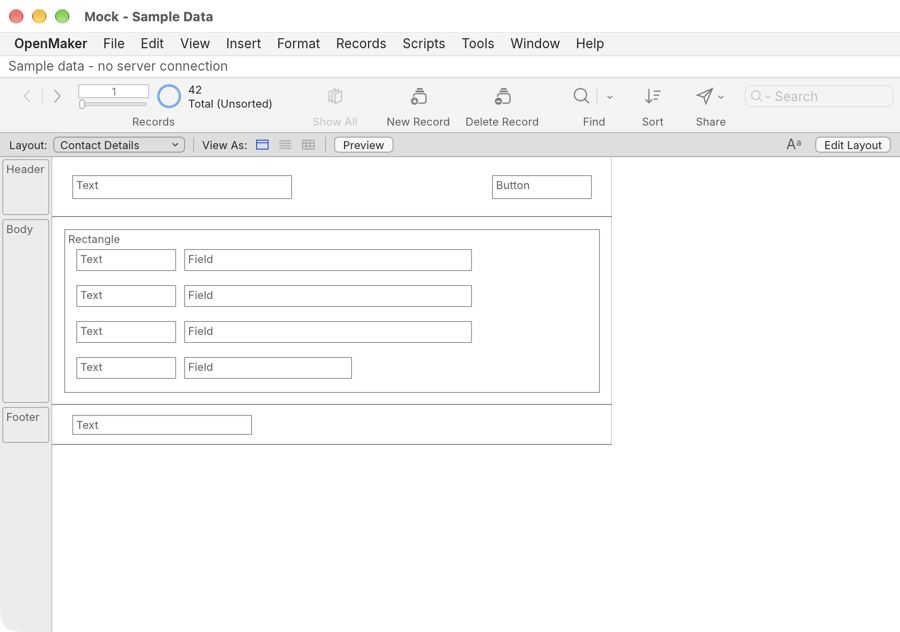 Mock - Sample Data
OpenMaker File Edit View Insert Format Records Scripts Tools Window Help
Sample data - no server connection
1
42
Total (Unsorted)
Records
Show All
New Record
Delete Record
Find
Sort
Share
Search
Layout: Contact Details View As: Preview Aa Edit Layout
Header
Text Button
Body
Rectangle
Text Field
Text Field
Text Field
Text Field
Footer
Text